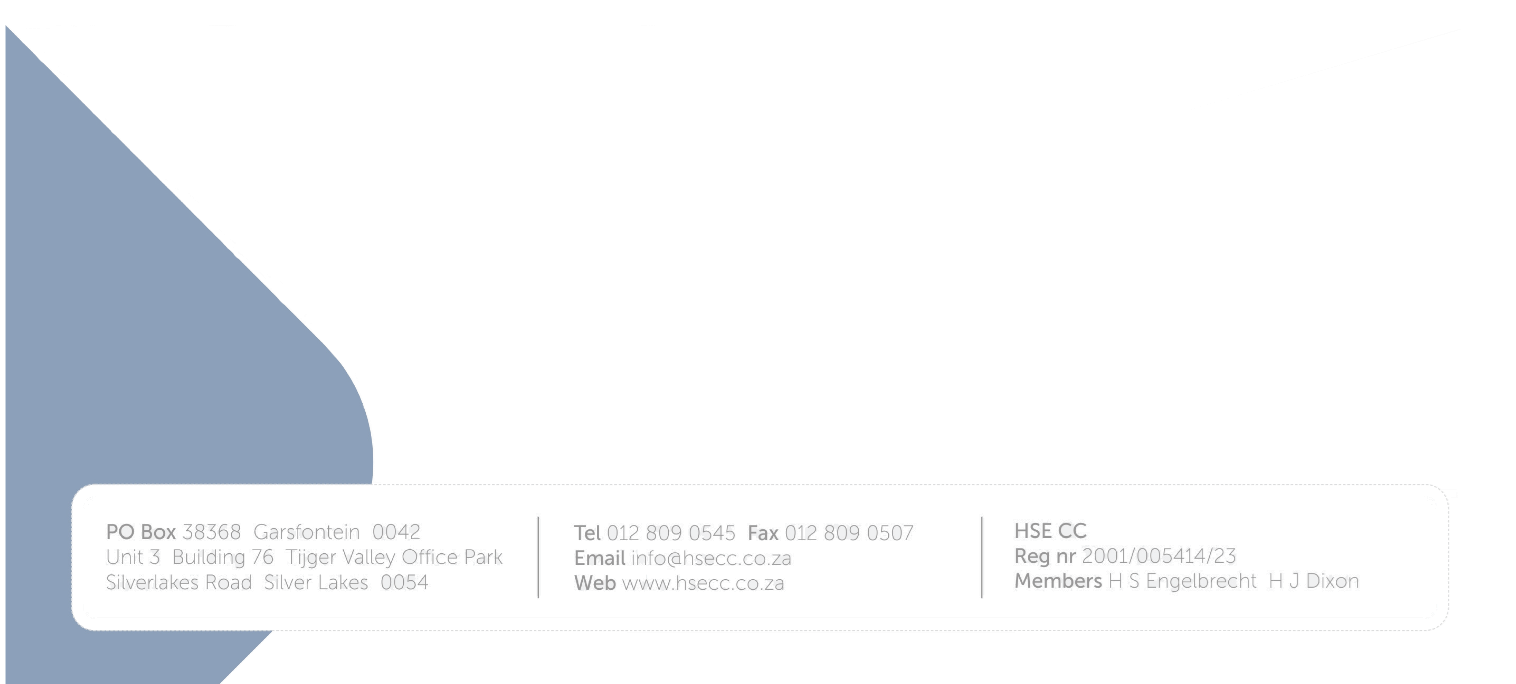 PO Box 38368 Garsfontein 0042
Unit 3 Building 76 Tijger Valley Office Park
Silverlakes Road Silver Lakes 0054
Tel 012 809 0545 Fax 012 809 0507
Email info@hsecc.co.za
Web www.hsecc.co.za
HSE CC
Reg nr 2001/005414/23
Members H S Engelbrecht H J Dixon